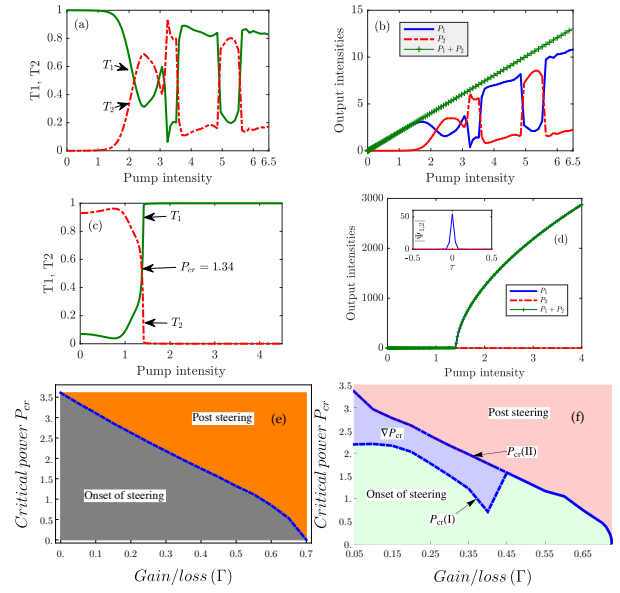 (a)
T1, T2
1
0.8
0.6
0.4
0.2
0
T₁
T₂
0 1 2 3 4 5 6 6.5
Pump intensity
(b)
Output intensities
15
10
5
0
P₁
P₂
P₁ + P₂
0 1 2 3 4 5 6 6.5
Pump intensity
(c)
T1, T2
1
0.8
0.6
0.4
0.2
0
T₁
P_cr = 1.34
T₂
0 1 2 3 4
Pump intensity
(d)
Output intensities
3000
2000
1000
0
|Ψ₁,₂|
50
0
-0.5 0 0.5
τ
P₁
P₂
P₁ + P₂
0 1 2 3 4
Pump intensity
(e)
Critical power P_cr
3.5
3.
2.5
2.
1.5
1.
0.5
0.
Post steering
Onset of steering
0. 0.1 0.2 0.3 0.4 0.5 0.6 0.7
Gain/loss (Γ)
(f)
Critical power P_cr
3.5
3.
2.5
2.
1.5
1
0.5
0.
Post steering
∇P_cr
P_cr(II)
Onset of steering
P_cr(I)
0.05 0.15 0.25 0.35 0.45 0.55 0.65
Gain/loss (Γ)